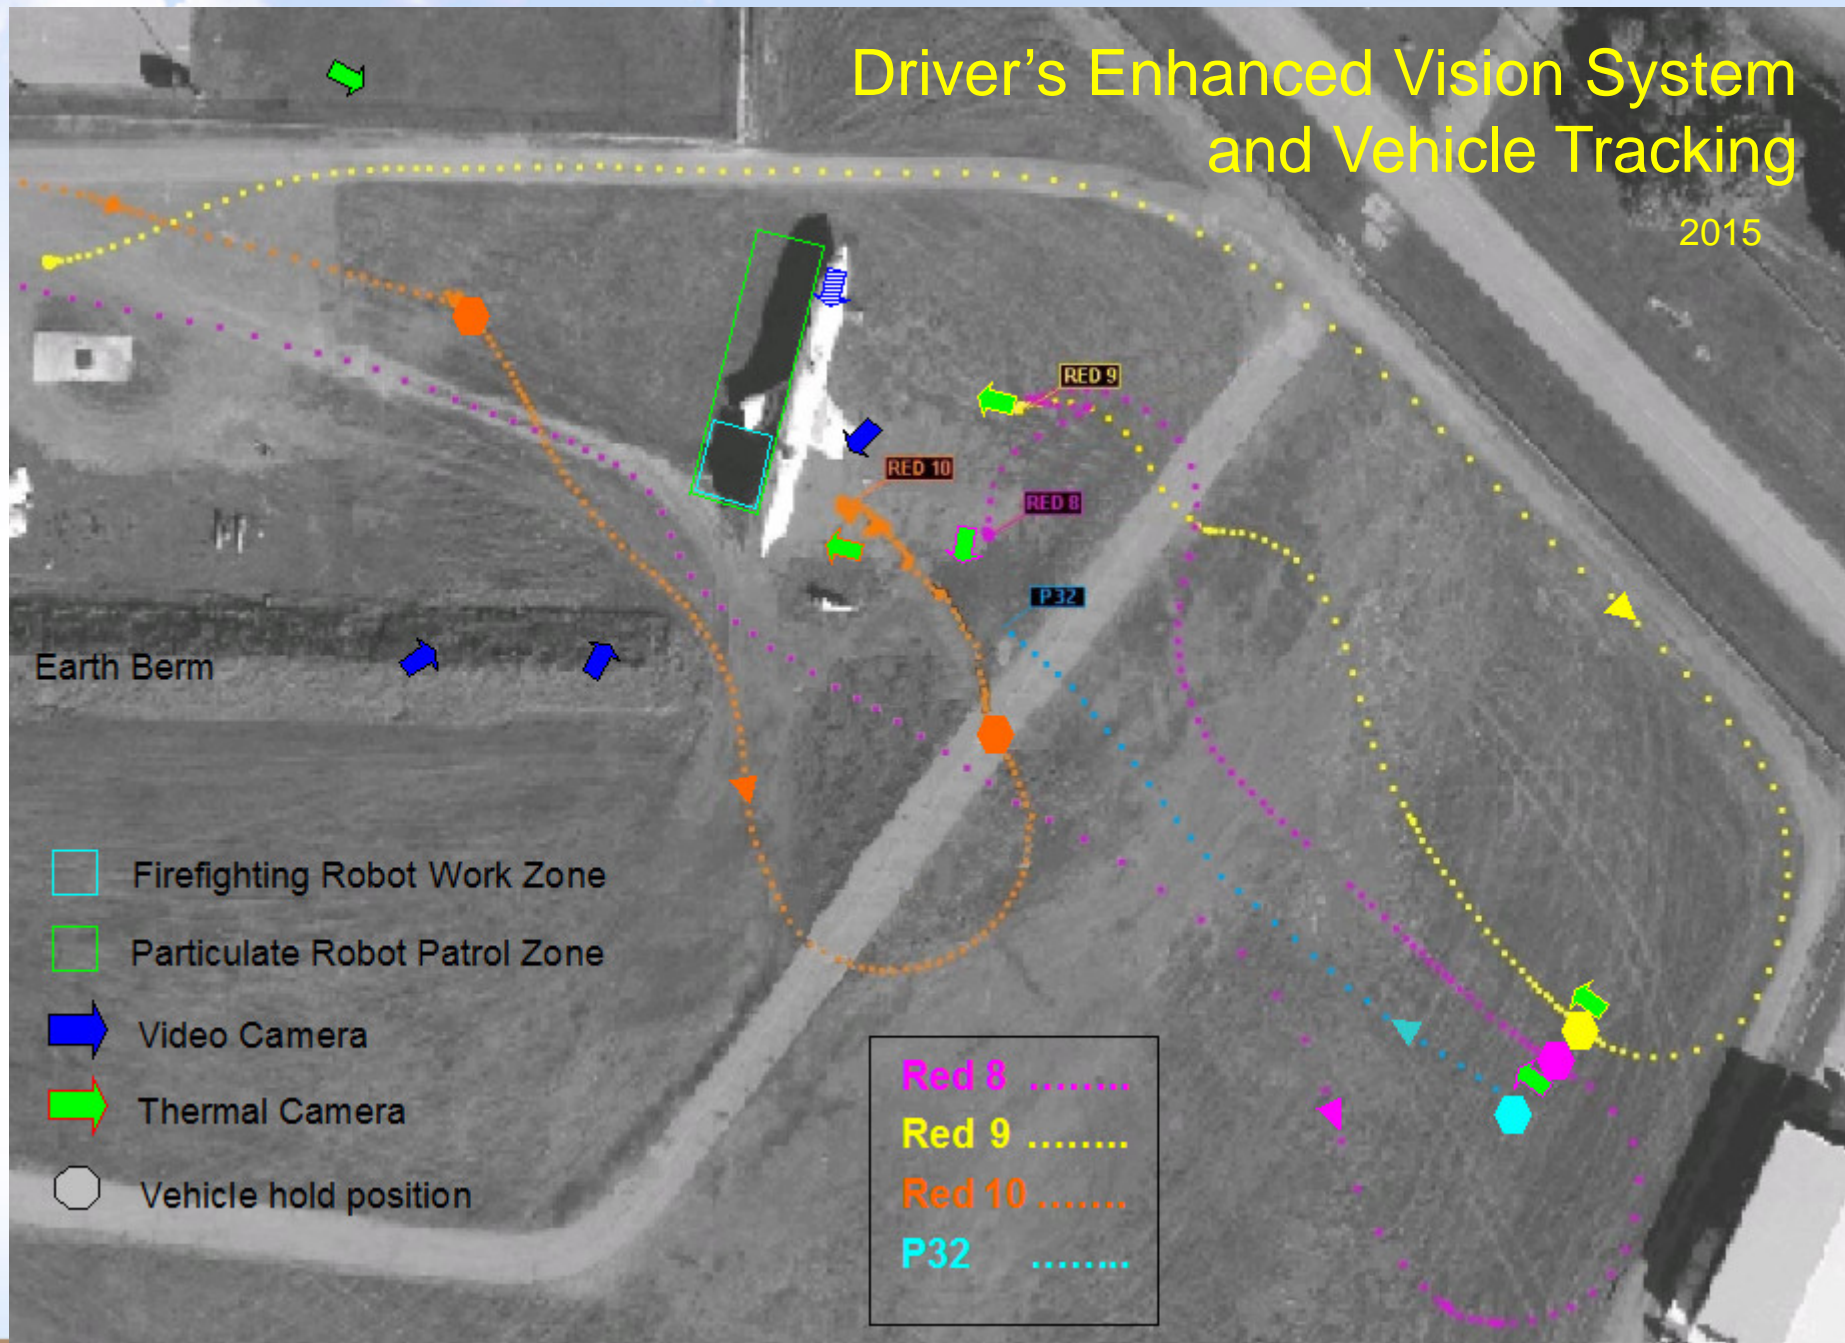 Driver’s Enhanced Vision System
and Vehicle Tracking
2015
RED 9
RED 10
RED 8
P32
Earth Berm
Firefighting Robot Work Zone
Particulate Robot Patrol Zone
Video Camera
Thermal Camera
Vehicle hold position
Red 8 ........
Red 9 ........
Red 10 .......
P32 ........